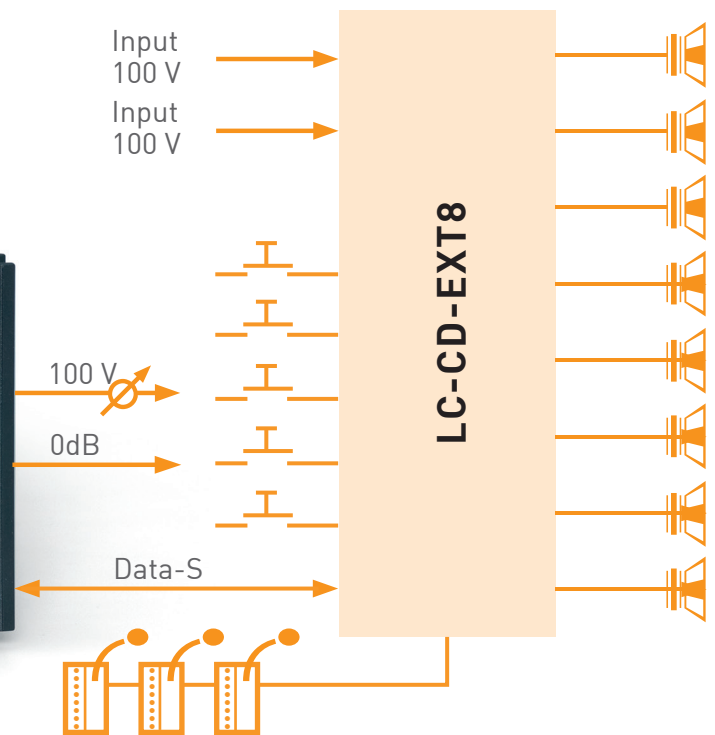 Input
100 V
Input
100 V
LC-CD-EXT8
100 V
0dB
Data-S